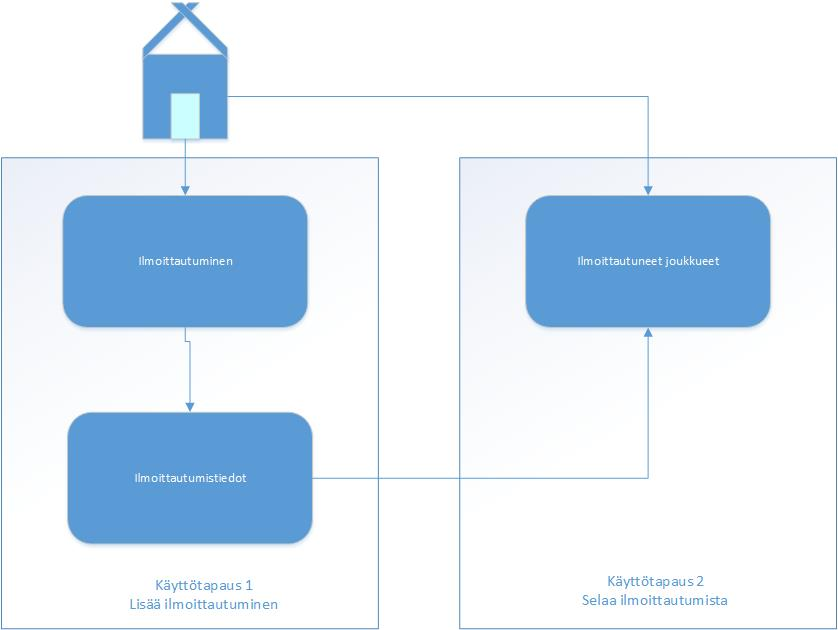 Ilmoittautuminen
Ilmoittautuneet joukkueet
Ilmoittautumistiedot
Käyttötapaus 1
Lisää ilmoittautuminen
Käyttötapaus 2
Selaa ilmoittautumista